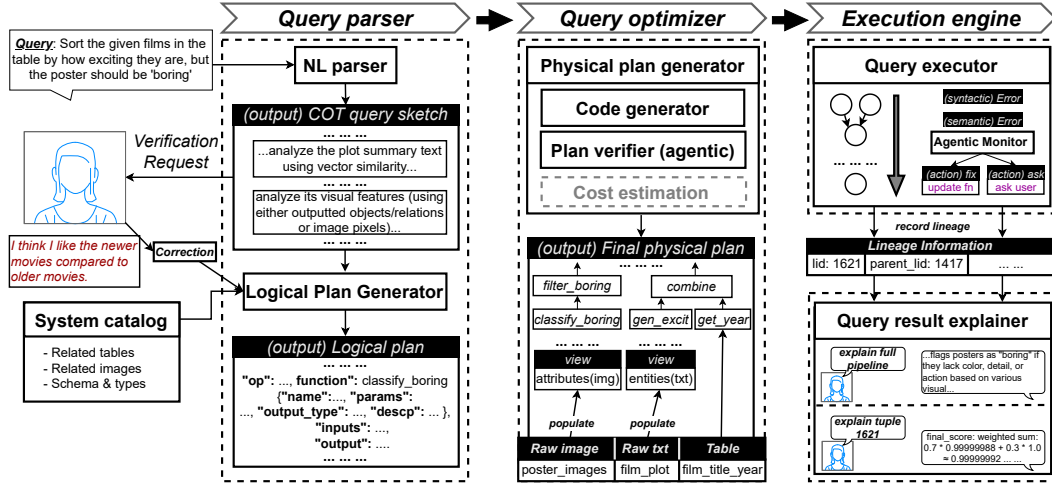 Query parser
Query optimizer
Execution engine
Query: Sort the given films in the
table by how exciting they are, but
the poster should be 'boring'
NL parser
(output) COT query sketch
... ... ...
...analyze the plot summary text
using vector similarity...
... ... ...
analyze its visual features (using
either outputted objects/relations
or image pixels)...
... ... ...
Verification
Request
I think I like the newer
movies compared to
older movies.
Correction
Logical Plan Generator
System catalog
- Related tables
- Related images
- Schema & types
(output) Logical plan
... ... ...
"op": ..., function": classify_boring
{"name":..., "params":
..., "output_type": ..., "descp": ... },
"inputs": ...,
"output": ....
... ... ...
Physical plan generator
Code generator
Plan verifier (agentic)
Cost estimation
(output) Final physical plan
... ... ...
filter_boring
combine
classify_boring
gen_excit
get_year
... ... ...
... ... ...
view
attributes(img)
view
entities(txt)
populate
populate
Raw image
Raw txt
Table
poster_images
film_plot
film_title_year
Query executor
(syntactic) Error
(semantic) Error
Agentic Monitor
... ... ...
(action) fix
update fn
(action) ask
ask user
record lineage
Lineage Information
lid: 1621
parent_lid: 1417
... ...
Query result explainer
explain full
pipeline
...flags posters as "boring" if
they lack color, detail, or
action based on various
visual...
explain tuple
1621
final_score: weighted sum:
0.7 * 0.99999988 + 0.3 * 1.0
≈ 0.99999992 ... ...